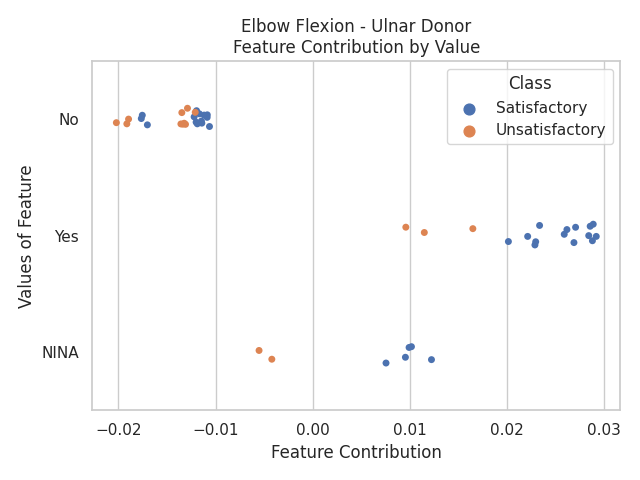 Elbow Flexion - Ulnar Donor
Feature Contribution by Value
Class
Satisfactory
Unsatisfactory
Values of Feature
No
Yes
NINA
−0.02
−0.01
0.00
0.01
0.02
0.03
Feature Contribution